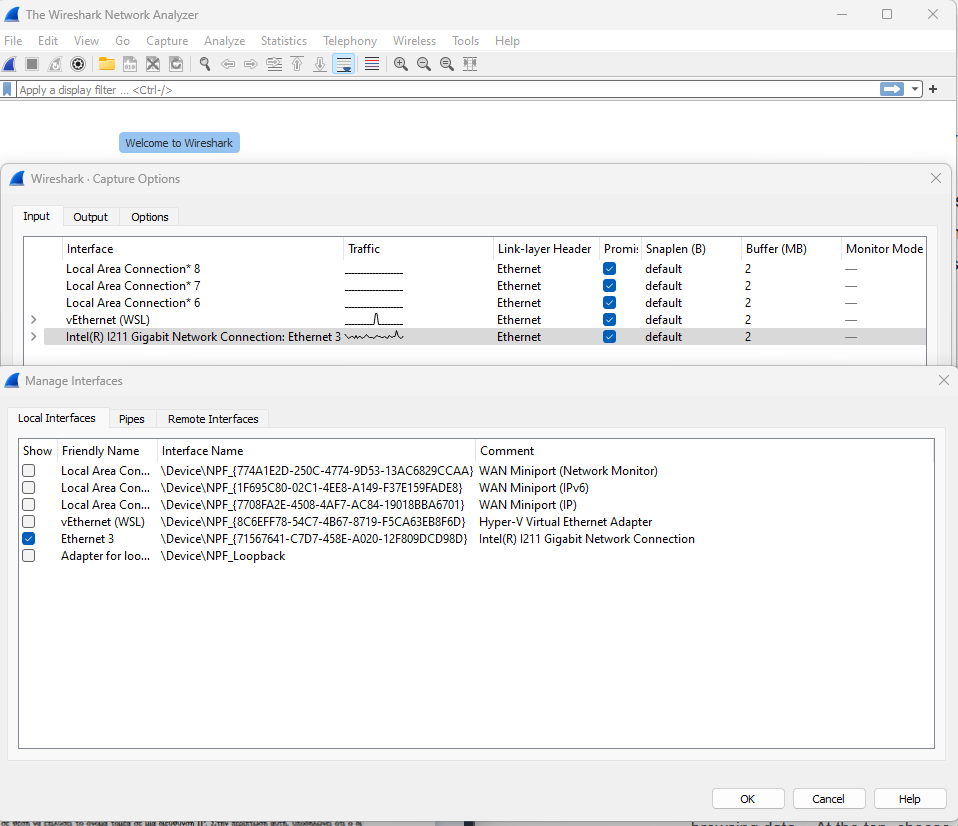 The Wireshark Network Analyzer
File Edit View Go Capture Analyze Statistics Telephony Wireless Tools Help
Apply a display filter ... <Ctrl-/>
Welcome to Wireshark
Wireshark · Capture Options
Input Output Options
Interface Traffic Link-layer Header Promis Snaplen (B) Buffer (MB) Monitor Mode
Local Area Connection* 8 Ethernet default 2 —
Local Area Connection* 7 Ethernet default 2 —
Local Area Connection* 6 Ethernet default 2 —
vEthernet (WSL) Ethernet default 2 —
Intel(R) I211 Gigabit Network Connection: Ethernet 3 Ethernet default 2 —
Manage Interfaces
Local Interfaces Pipes Remote Interfaces
Show Friendly Name Interface Name Comment
Local Area Con... \Device\NPF_{774A1E2D-250C-4774-9D53-13AC6829CCAA} WAN Miniport (Network Monitor)
Local Area Con... \Device\NPF_{1F695C80-02C1-4EE8-A149-F37E159FADE8} WAN Miniport (IPv6)
Local Area Con... \Device\NPF_{7708FA2E-4508-4AF7-AC84-19018BBA6701} WAN Miniport (IP)
vEthernet (WSL) \Device\NPF_{8C6EFF78-54C7-4B67-8719-F5CA63EB8F6D} Hyper-V Virtual Ethernet Adapter
Ethernet 3 \Device\NPF_{71567641-C7D7-458E-A020-12F809DCD98D} Intel(R) I211 Gigabit Network Connection
Adapter for loo... \Device\NPF_Loopback
OK Cancel Help